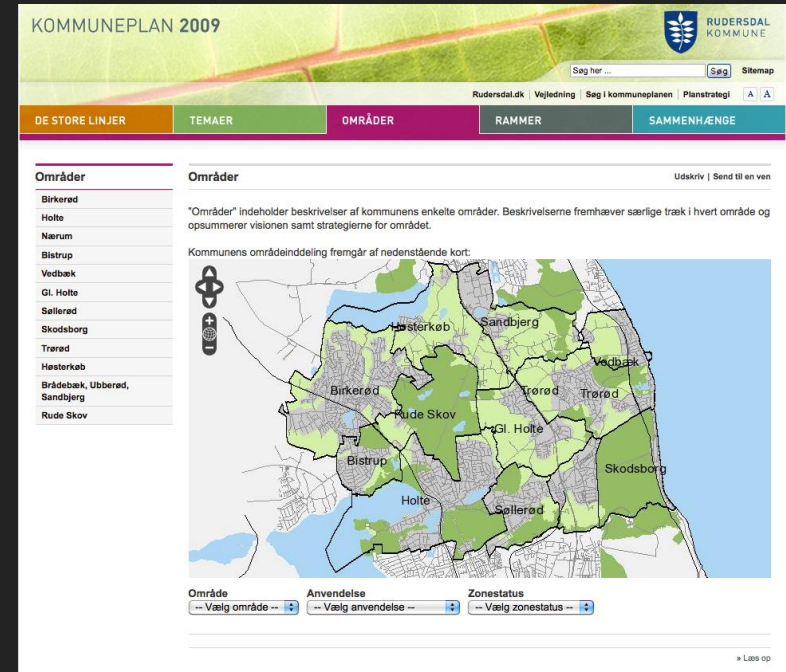 KOMMUNEPLAN 2009
RUDERSDAL
KOMMUNE
Søg her ... Søg Sitemap
Rudersdal.dk | Vejledning | Søg i kommuneplanen | Planstrategi A A
DE STORE LINJER TEMAER OMRÅDER RAMMER SAMMENHÆNGE
Områder
Birkerød
Holte
Nærum
Bistrup
Vedbæk
Gl. Holte
Søllerød
Skodsborg
Trørød
Høsterkøb
Brådebæk, Ubberød,
Sandbjerg
Rude Skov
Områder Udskriv | Send til en ven
"Områder" indeholder beskrivelser af kommunens enkelte områder. Beskrivelserne fremhæver særlige træk i hvert område og
opsummerer visionen samt strategierne for området.
Kommunens områdeinddeling fremgår af nedenstående kort:
Høsterkøb Sandbjerg
Vedbæk
Birkerød Trørød Trørød
Rude Skov
Gl. Holte
Bistrup
Skodsborg
Holte
Søllerød
Område Anvendelse Zonestatus
-- Vælg område -- -- Vælg anvendelse -- -- Vælg zonestatus --
» Læs op